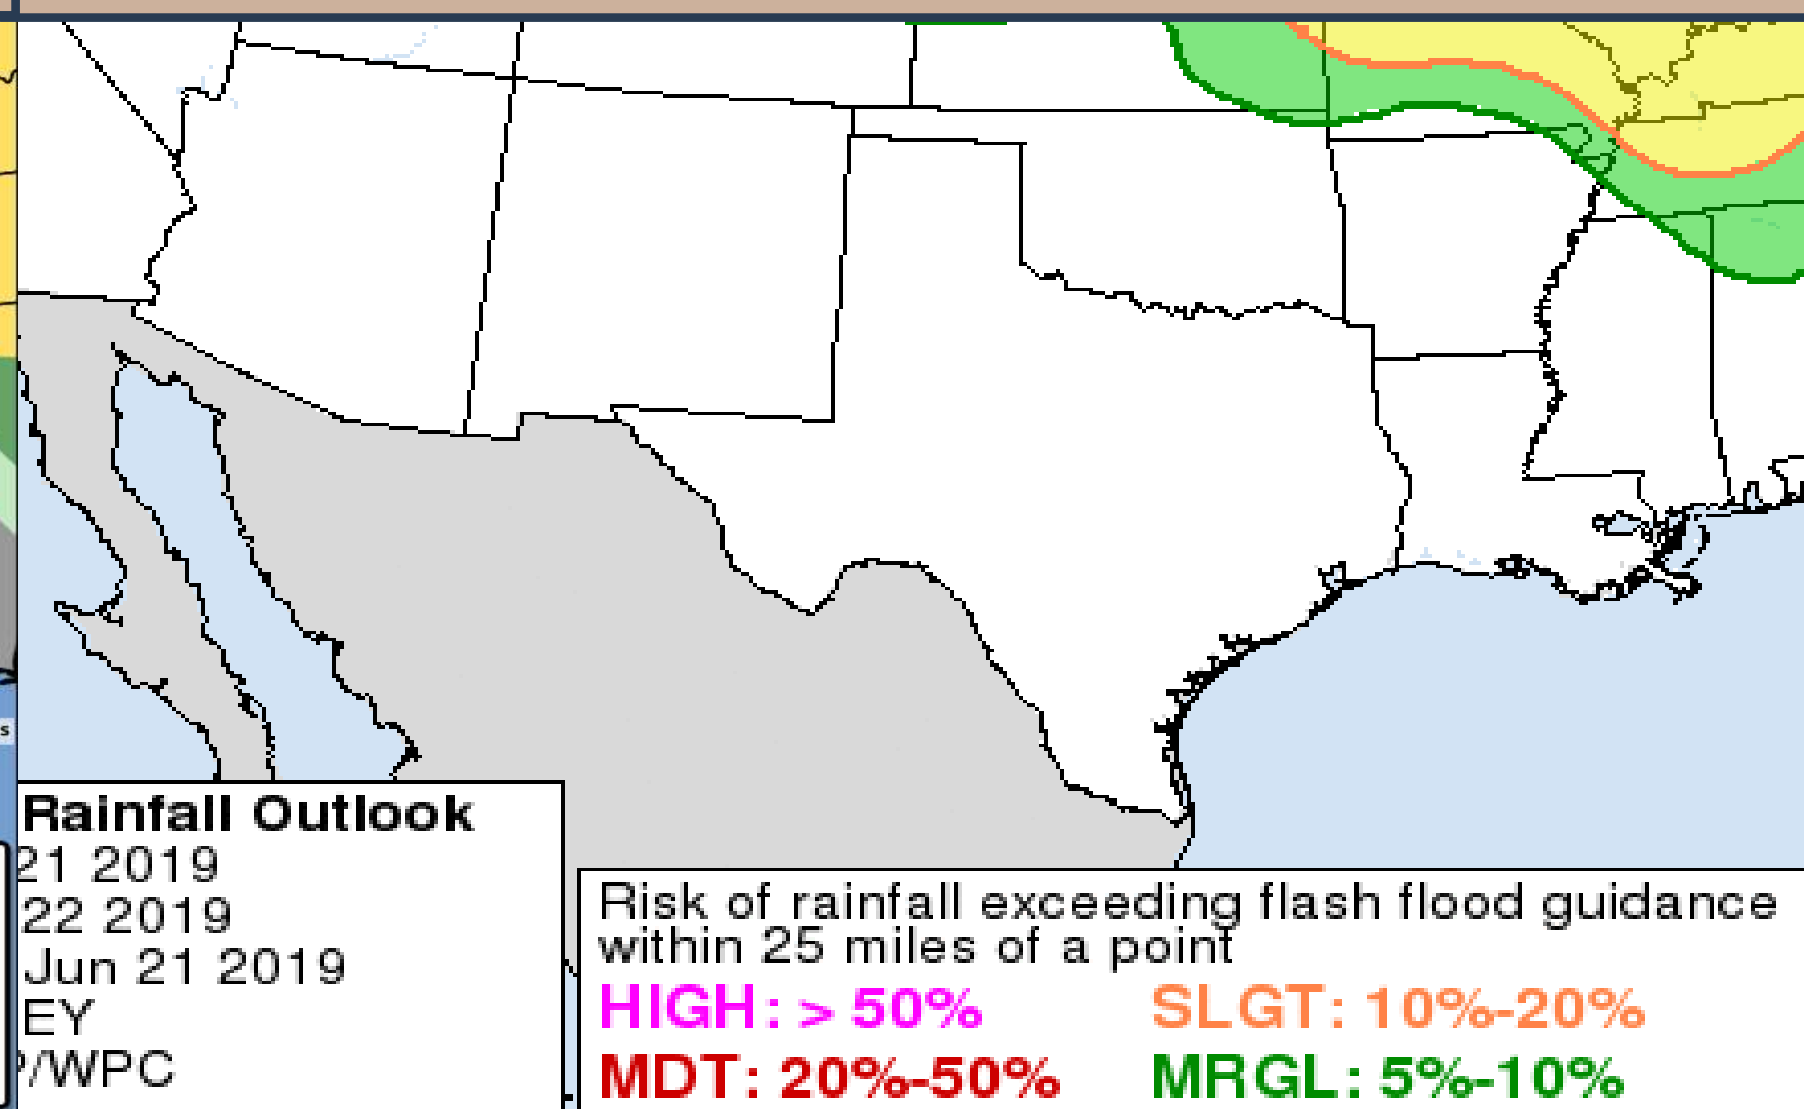 Rainfall Outlook
21 2019
22 2019
Jun 21 2019
EY
/WPC
Risk of rainfall exceeding flash flood guidance
within 25 miles of a point
HIGH: > 50%
SLGT: 10%-20%
MDT: 20%-50%
MRGL: 5%-10%